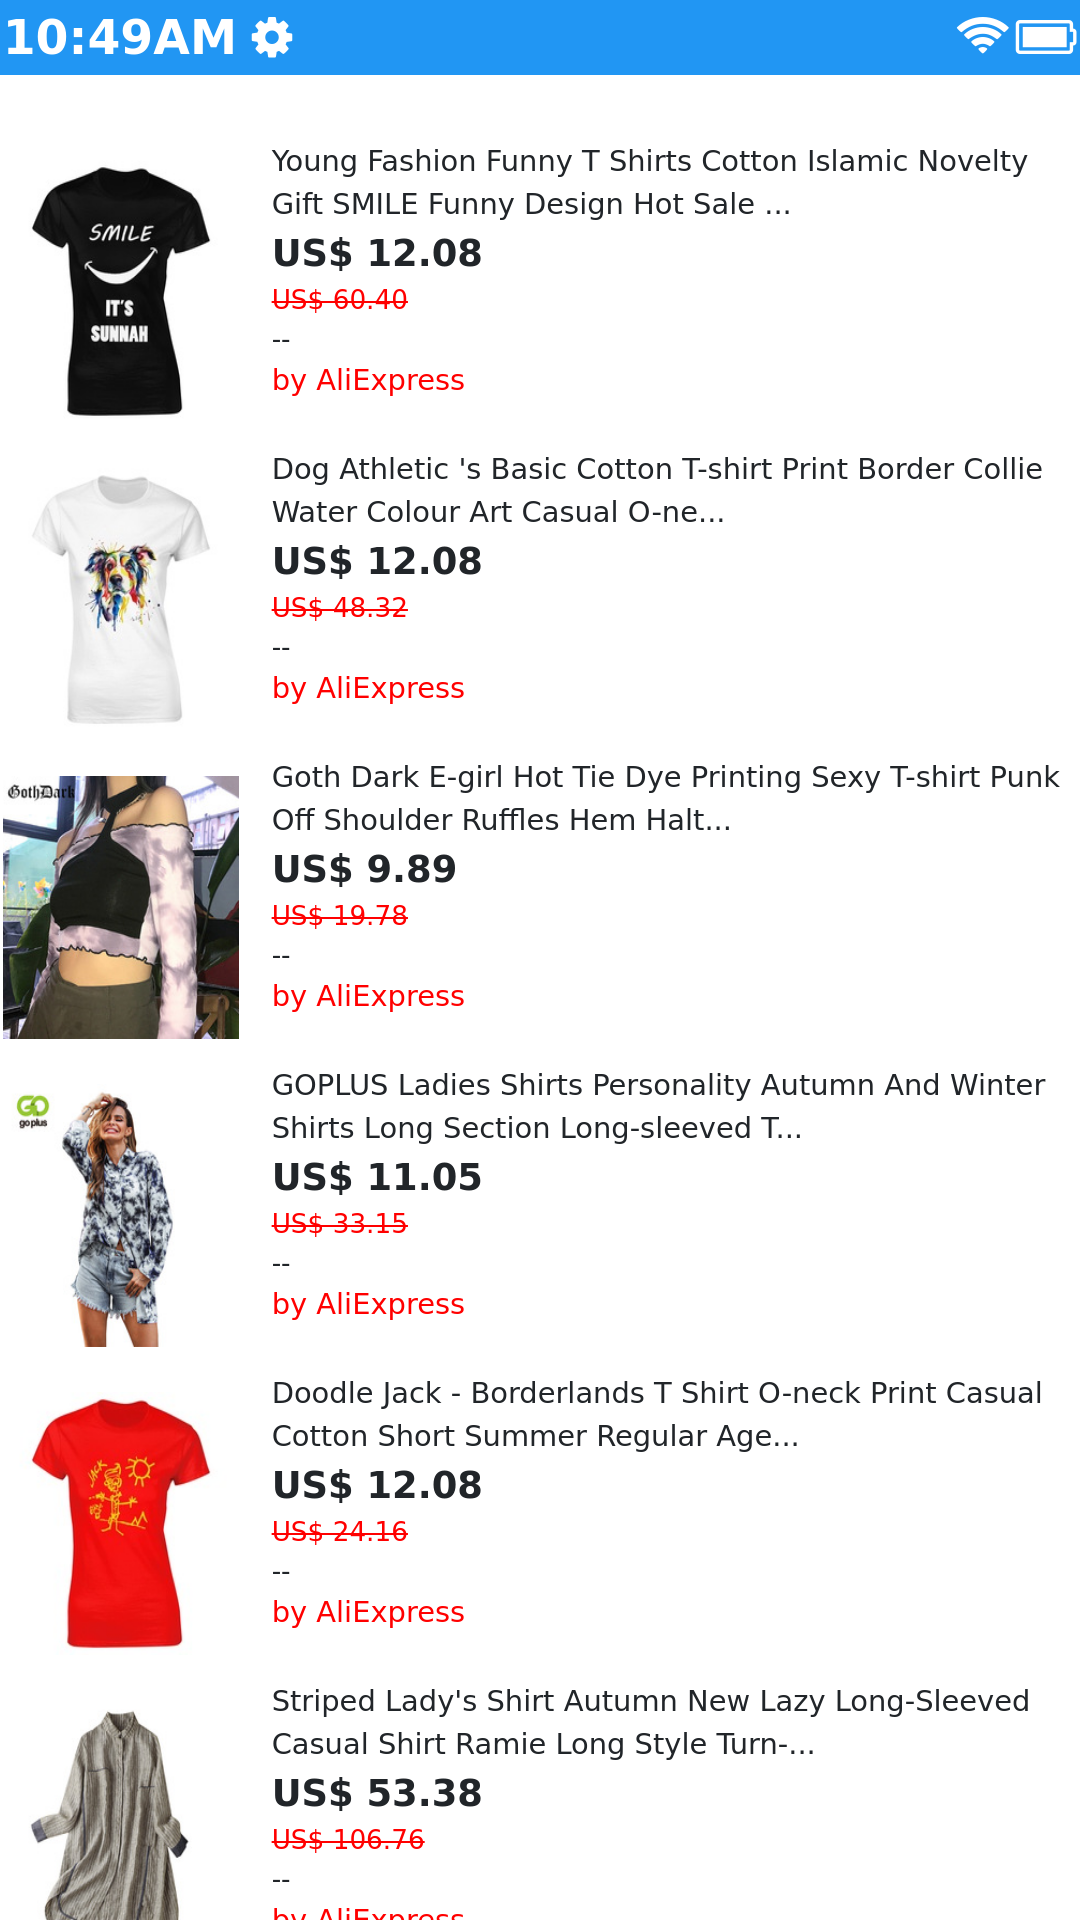 10:49AM
Young Fashion Funny T Shirts Cotton Islamic Novelty
Gift SMILE Funny Design Hot Sale ...
US$ 12.08
US$ 60.40
--
by AliExpress
SMILE
IT'S
SUNNAH
Dog Athletic 's Basic Cotton T-shirt Print Border Collie
Water Colour Art Casual O-ne...
US$ 12.08
US$ 48.32
--
by AliExpress
GothDark
Goth Dark E-girl Hot Tie Dye Printing Sexy T-shirt Punk
Off Shoulder Ruffles Hem Halt...
US$ 9.89
US$ 19.78
--
by AliExpress
GO
go plus
GOPLUS Ladies Shirts Personality Autumn And Winter
Shirts Long Section Long-sleeved T...
US$ 11.05
US$ 33.15
--
by AliExpress
JACK
Doodle Jack - Borderlands T Shirt O-neck Print Casual
Cotton Short Summer Regular Age...
US$ 12.08
US$ 24.16
--
by AliExpress
Striped Lady's Shirt Autumn New Lazy Long-Sleeved
Casual Shirt Ramie Long Style Turn-...
US$ 53.38
US$ 106.76
--
by AliExpress